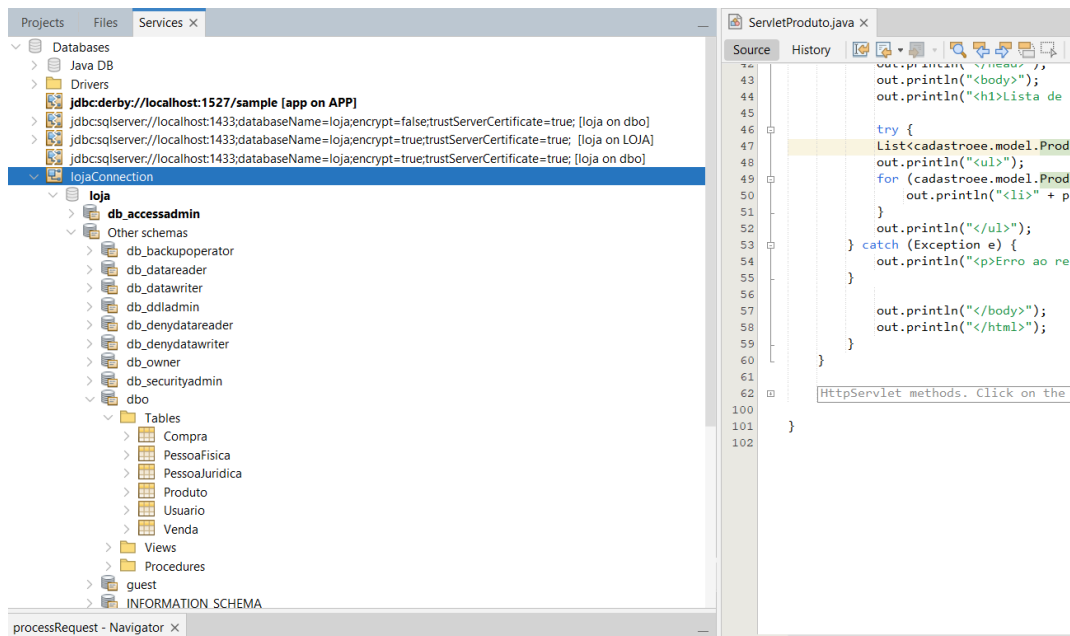 Projects Files Services
Databases
Java DB
Drivers
jdbc:derby://localhost:1527/sample [app on APP]
jdbc:sqlserver://localhost:1433;databaseName=loja;encrypt=false;trustServerCertificate=true; [loja on dbo]
jdbc:sqlserver://localhost:1433;databaseName=loja;encrypt=true;trustServerCertificate=true; [loja on LOJA]
jdbc:sqlserver://localhost:1433;databaseName=loja;encrypt=true;trustServerCertificate=true; [loja on dbo]
lojaConnection
loja
db_accessadmin
Other schemas
db_backupoperator
db_datareader
db_datawriter
db_ddladmin
db_denydatareader
db_denydatawriter
db_owner
db_securityadmin
dbo
Tables
Compra
PessoaFisica
PessoaJuridica
Produto
Usuario
Venda
Views
Procedures
guest
INFORMATION_SCHEMA
processRequest - Navigator
ServletProduto.java
Source History
42 out.println("</head>");
43 out.println("<body>");
44 out.println("<h1>Lista de
45
46 try {
47 List<cadastroee.model.Prod
48 out.println("<ul>");
49 for (cadastroee.model.Prod
50 out.println("<li>" + p
51 }
52 out.println("</ul>");
53 } catch (Exception e) {
54 out.println("<p>Erro ao re
55 }
56
57 out.println("</body>");
58 out.println("</html>");
59 }
60 }
61
62 HttpServlet methods. Click on the
100
101 }
102